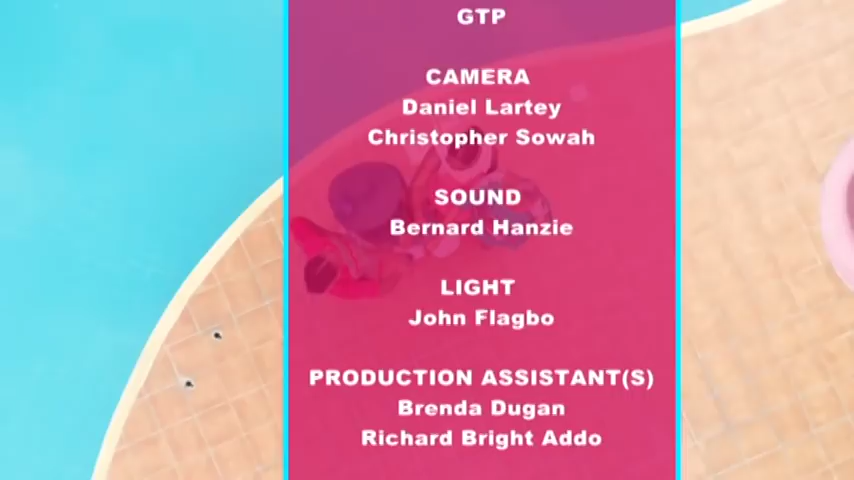 GTP
CAMERA
Daniel Lartey
Christopher Sowah
SOUND
Bernard Hanzie
LIGHT
John Flagbo
PRODUCTION ASSISTANT(S)
Brenda Dugan
Richard Bright Addo